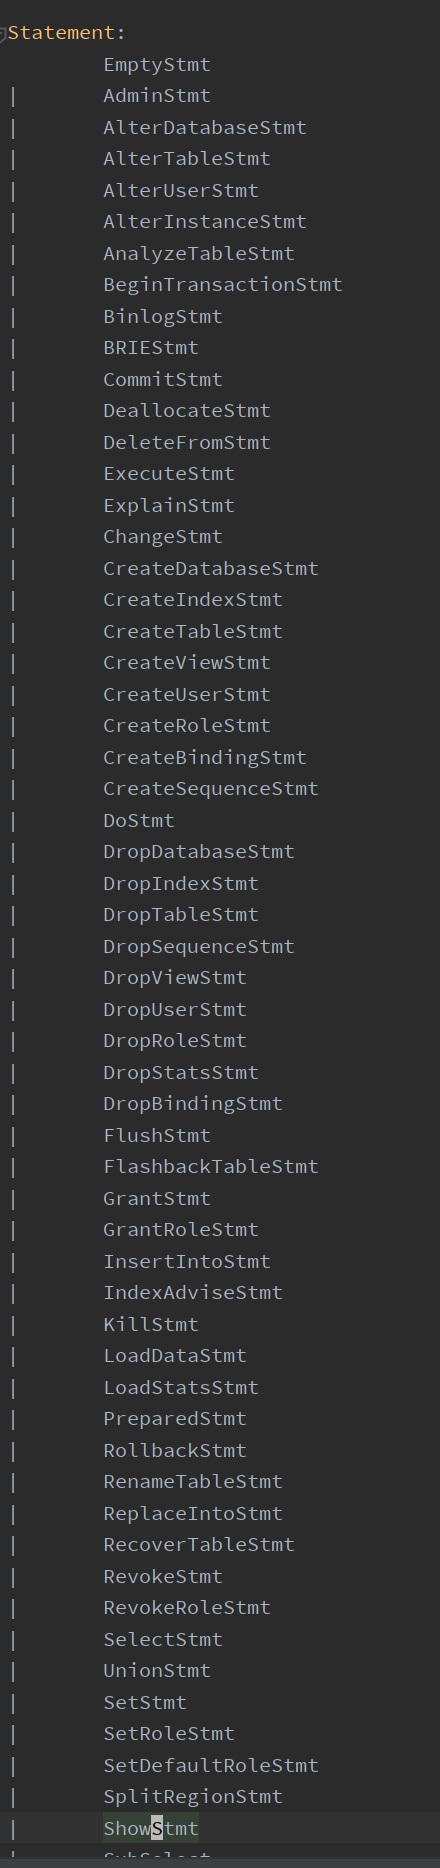 Statement:
EmptyStmt
| AdminStmt
| AlterDatabaseStmt
| AlterTableStmt
| AlterUserStmt
| AlterInstanceStmt
| AnalyzeTableStmt
| BeginTransactionStmt
| BinlogStmt
| BRIEStmt
| CommitStmt
| DeallocateStmt
| DeleteFromStmt
| ExecuteStmt
| ExplainStmt
| ChangeStmt
| CreateDatabaseStmt
| CreateIndexStmt
| CreateTableStmt
| CreateViewStmt
| CreateUserStmt
| CreateRoleStmt
| CreateBindingStmt
| CreateSequenceStmt
| DoStmt
| DropDatabaseStmt
| DropIndexStmt
| DropTableStmt
| DropSequenceStmt
| DropViewStmt
| DropUserStmt
| DropRoleStmt
| DropStatsStmt
| DropBindingStmt
| FlushStmt
| FlashbackTableStmt
| GrantStmt
| GrantRoleStmt
| InsertIntoStmt
| IndexAdviseStmt
| KillStmt
| LoadDataStmt
| LoadStatsStmt
| PreparedStmt
| RollbackStmt
| RenameTableStmt
| ReplaceIntoStmt
| RecoverTableStmt
| RevokeStmt
| RevokeRoleStmt
| SelectStmt
| UnionStmt
| SetStmt
| SetRoleStmt
| SetDefaultRoleStmt
| SplitRegionStmt
| ShowStmt